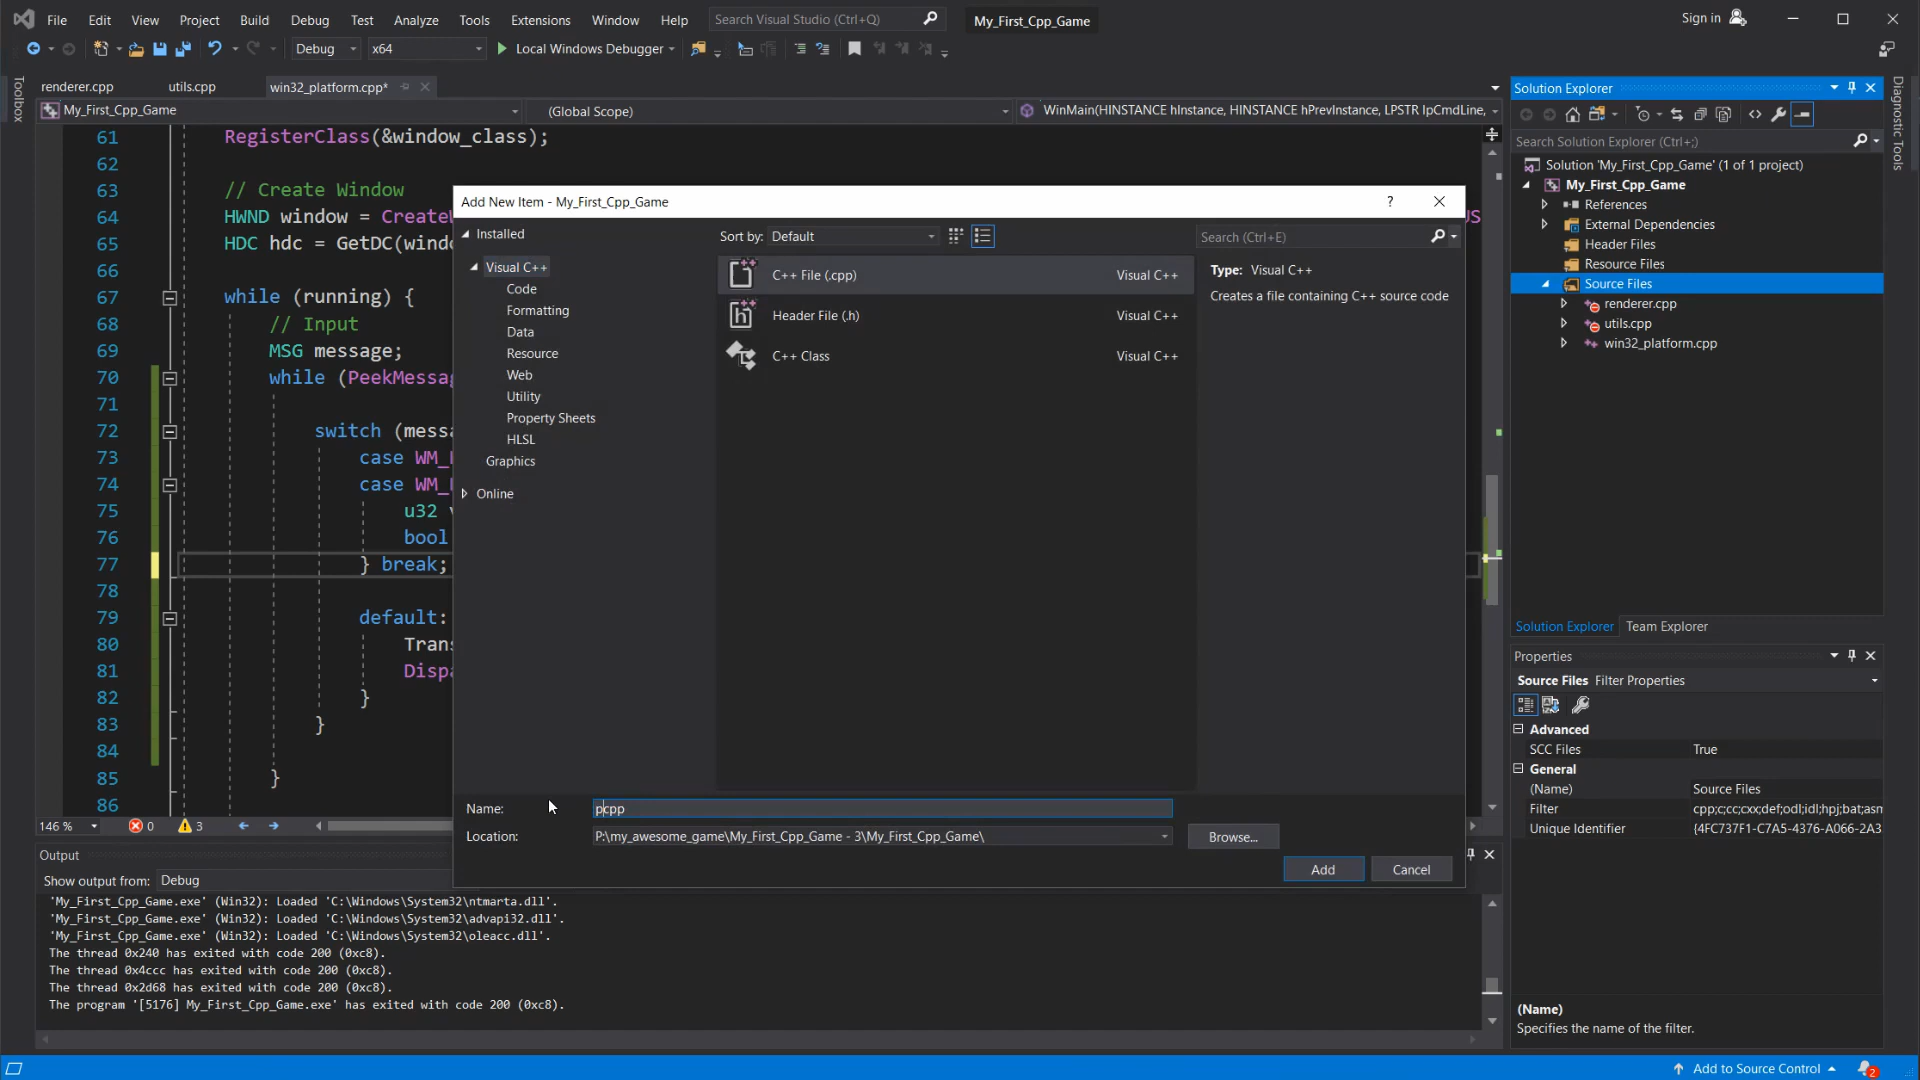 File Edit View Project Build Debug Test Analyze Tools Extensions Window Help Search Visual Studio (Ctrl+Q) My_First_Cpp_Game Sign in
Debug x64 Local Windows Debugger
Toolbox
renderer.cpp utils.cpp win32_platform.cpp*
My_First_Cpp_Game (Global Scope) WinMain(HINSTANCE hInstance, HINSTANCE hPrevInstance, LPSTR lpCmdLine,
61 RegisterClass(&window_class);
62
63 // Create Window
64 HWND window = Create
65 HDC hdc = GetDC(
66
67 while (running) {
68 // Input
69 MSG message;
70 while (PeekMessag
71
72 switch (mess
73 case WM_
74 case WM_
75 u32
76 bool
77 } break;
78
79 default:
80 Tran
81 Disp
82 }
83 }
84
85 }
86
146 % 0 3
Add New Item - My_First_Cpp_Game ?
Installed
Visual C++
Code
Formatting
Data
Resource
Web
Utility
Property Sheets
HLSL
Graphics
Online
Sort by: Default
Search (Ctrl+E)
C++ File (.cpp) Visual C++
Header File (.h) Visual C++
C++ Class Visual C++
Type: Visual C++
Creates a file containing C++ source code
Name: pcpp
Location: P:\my_awesome_game\My_First_Cpp_Game - 3\My_First_Cpp_Game\
Browse...
Add Cancel
Output
Show output from: Debug
'My_First_Cpp_Game.exe' (Win32): Loaded 'C:\Windows\System32\ntmarta.dll'.
'My_First_Cpp_Game.exe' (Win32): Loaded 'C:\Windows\System32\advapi32.dll'.
'My_First_Cpp_Game.exe' (Win32): Loaded 'C:\Windows\System32\oleacc.dll'.
The thread 0x240 has exited with code 200 (0xc8).
The thread 0x4ccc has exited with code 200 (0xc8).
The thread 0x2d68 has exited with code 200 (0xc8).
The program '[5176] My_First_Cpp_Game.exe' has exited with code 200 (0xc8).
Solution Explorer
Search Solution Explorer (Ctrl+;)
Solution 'My_First_Cpp_Game' (1 of 1 project)
My_First_Cpp_Game
References
External Dependencies
Header Files
Resource Files
Source Files
renderer.cpp
utils.cpp
win32_platform.cpp
Solution Explorer Team Explorer
Properties
Source Files Filter Properties
Advanced
SCC Files True
General
(Name) Source Files
Filter cpp;c;cc;cxx;def;odl;idl;hpj;bat;asm
Unique Identifier {4FC737F1-C7A5-4376-A066-2A3
(Name)
Specifies the name of the filter.
Diagnostic Tools
Add to Source Control 2